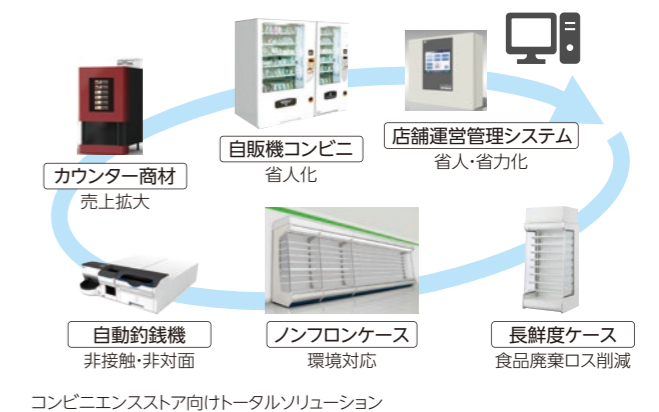 自販機コンビニ
省人化
店舗運営管理システム
省人・省力化
カウンター商材
売上拡大
自動釣銭機
非接触・非対面
ノンフロンケース
環境対応
長鮮度ケース
食品廃棄ロス削減
コンビニエンスストア向けトータルソリューション